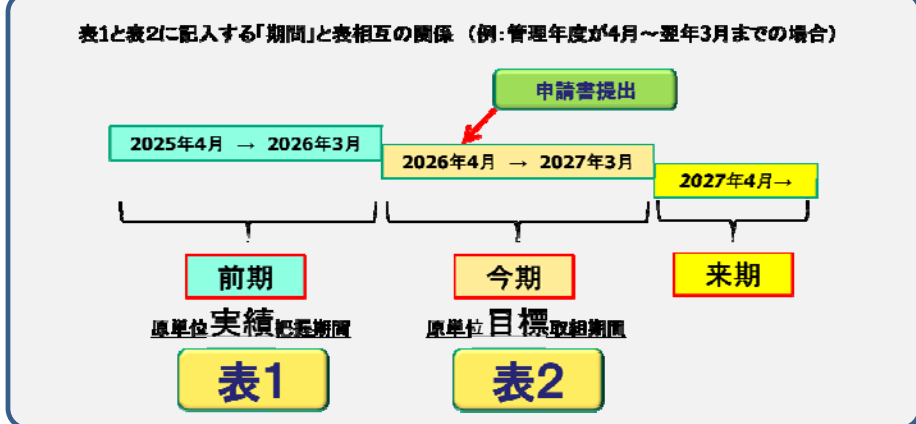 表1と表2に記入する「期間」と表相互の関係 (例:管理年度が4月～翌年3月までの場合)
申請書提出
2025年4月 → 2026年3月
2026年4月 → 2027年3月
2027年4月→
前期
今期
来期
原単位実績把握期間
原単位目標取組期間
表1
表2